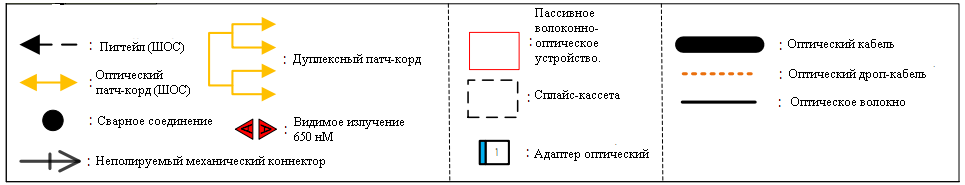 : Пигтейл (ШОС)
: Оптический
патч-корд (ШОС)
: Сварное соединение
: Неполируемый механический коннектор
: Дуплексный патч-корд
: Видимое излучение
650 нМ
Пассивное
волоконно-
: оптическое
устройство.
: Сплайс-кассета
1
: Адаптер оптический
: Оптический кабель
: Оптический дроп-кабель
: Оптическое волокно